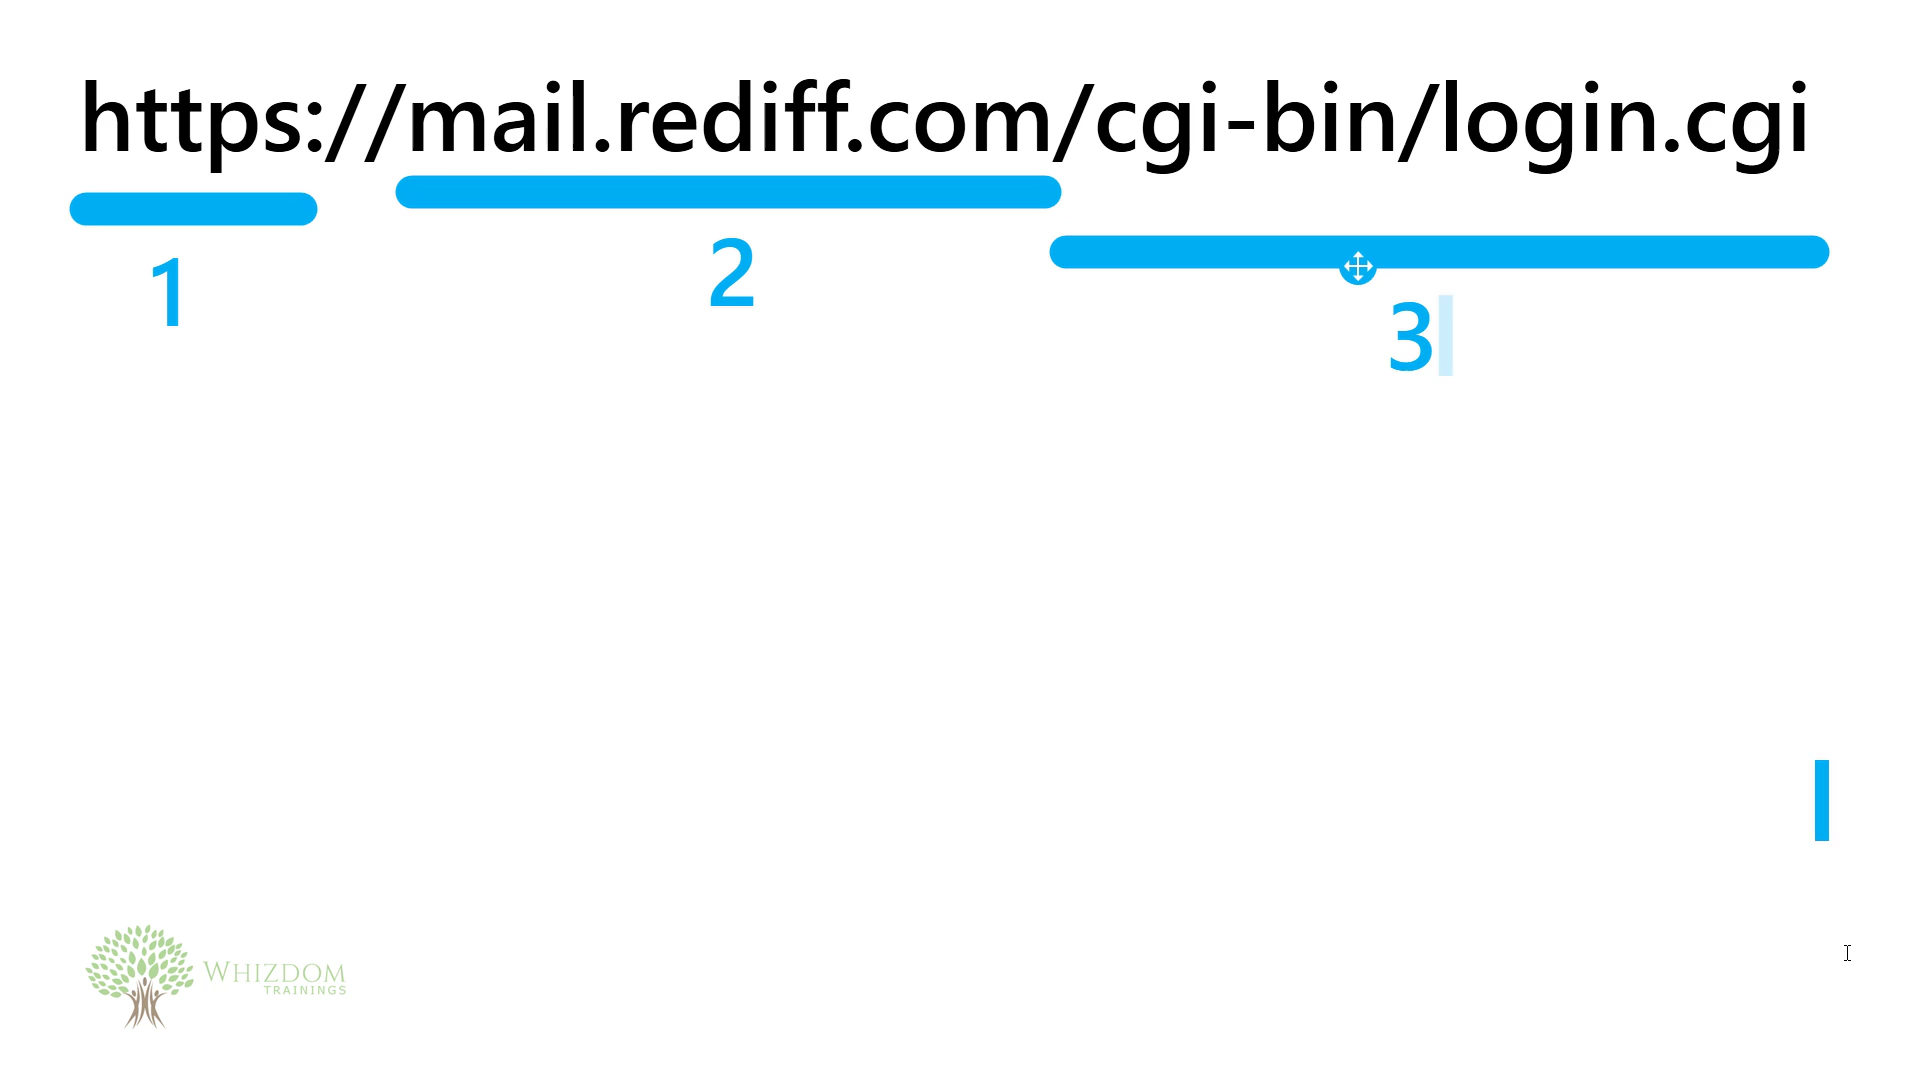 https://mail.rediff.com/cgi-bin/login.cgi
1
2
3
WHIZDOM
TRAININGS